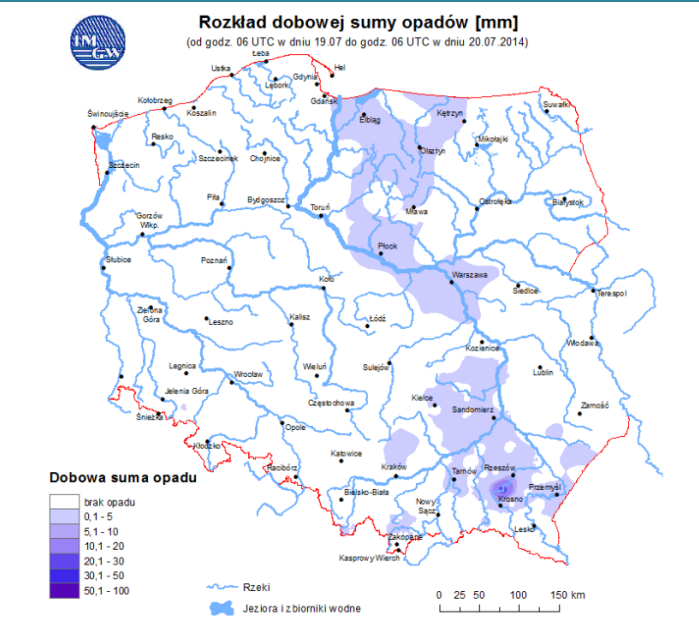 IMGW
Rozkład dobowej sumy opadów [mm]
(od godz. 06 UTC w dniu 19.07 do godz. 06 UTC w dniu 20.07.2014)
Łeba
Ustka
Hel
Gdynia
Lębork
Gdańsk
Kołobrzeg
Koszalin
Świnoujście
Elbląg
Kętrzyn
Suwałki
Resko
Szczecinek
Chojnice
Olsztyn
Mikołajki
Szczecin
Piła
Bydgoszcz
Toruń
Mława
Ostrołęka
Białystok
Gorzów
Wlkp.
Płock
Słubice
Poznań
Koło
Warszawa
Siedlce
Terespol
Zielona
Góra
Leszno
Kalisz
Łódź
Kozienice
Włodawa
Legnica
Wrocław
Wieluń
Sulejów
Lublin
Jelenia Góra
Śnieżka
Częstochowa
Kielce
Sandomierz
Zamość
Opole
Kłodzko
Katowice
Racibórz
Kraków
Tarnów
Rzeszów
Przemyśl
Bielsko-Biała
Nowy
Sącz
Krosno
Lesko
Zakopane
Kasprowy Wierch
Dobowa suma opadu
brak opadu
0,1 - 5
5,1 - 10
10,1 - 20
20,1 - 30
30,1 - 50
50,1 - 100
Rzeki
Jeziora i zbiorniki wodne
0 25 50 100 150 km